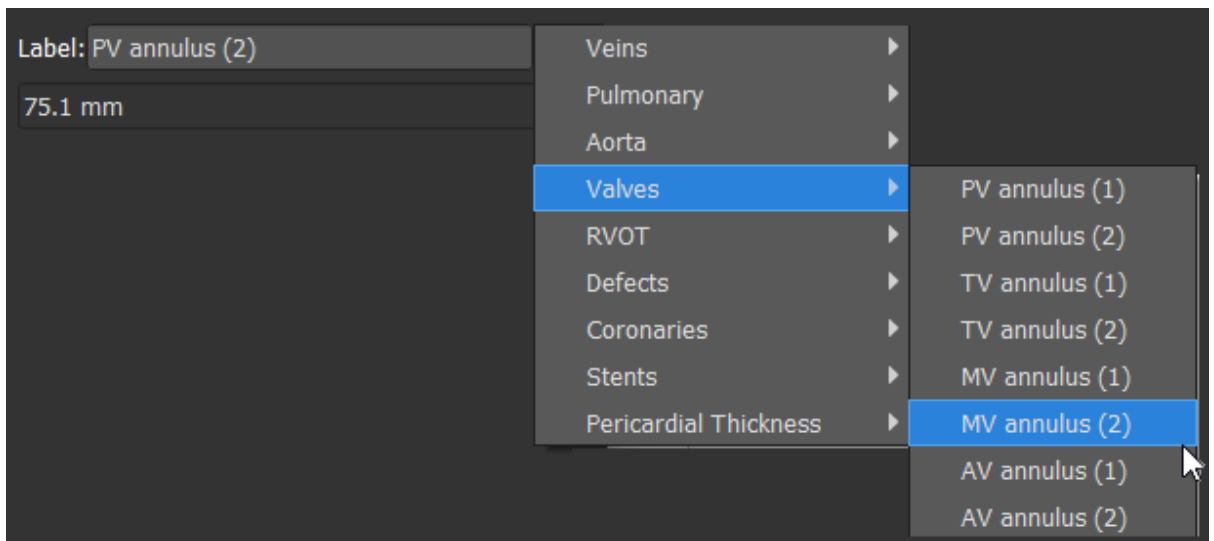 Label: PV annulus (2)
75.1 mm
Veins
Pulmonary
Aorta
Valves
RVOT
Defects
Coronaries
Stents
Pericardial Thickness
PV annulus (1)
PV annulus (2)
TV annulus (1)
TV annulus (2)
MV annulus (1)
MV annulus (2)
AV annulus (1)
AV annulus (2)